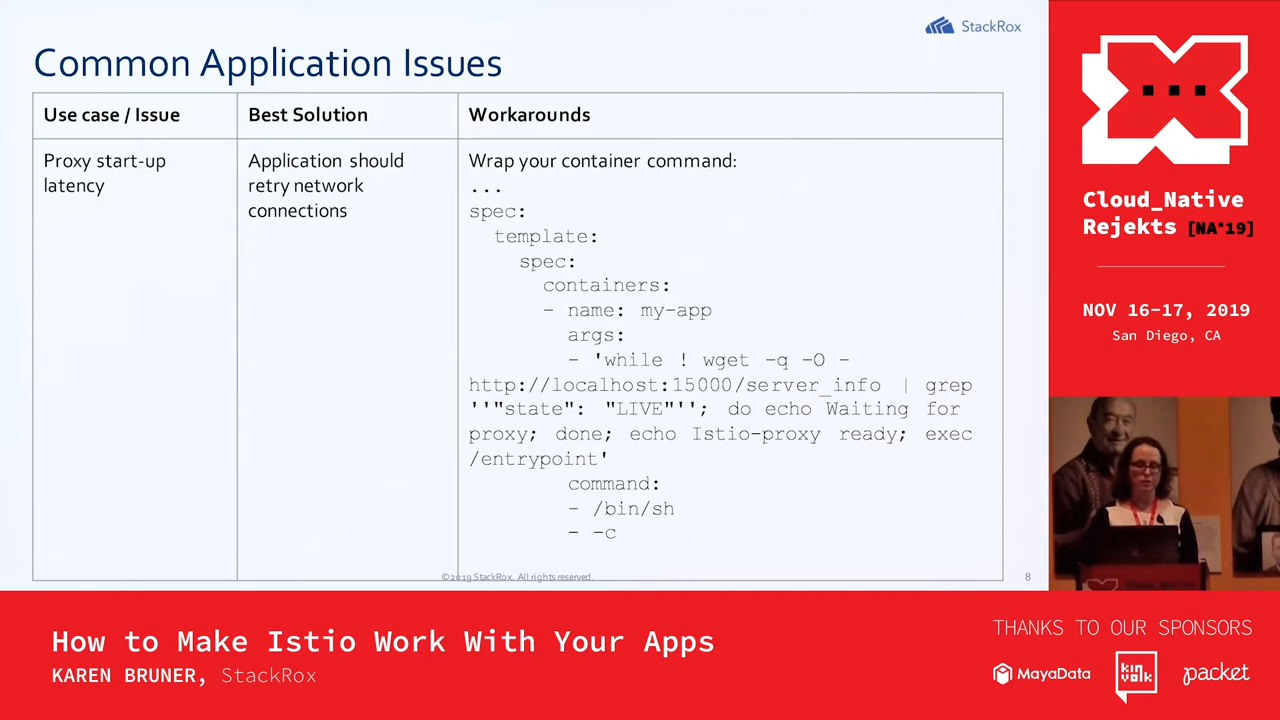 StackRox
Common Application Issues
Use case / Issue
Best Solution
Workarounds
Proxy start-up
latency
Application should
retry network
connections
Wrap your container command:
...
spec:
template:
spec:
containers:
- name: my-app
args:
- 'while ! wget -q -O -
http://localhost:15000/server_info | grep
''"state": "LIVE"''; do echo Waiting for
proxy; done; echo Istio-proxy ready; exec
/entrypoint'
command:
- /bin/sh
- -c
©2019 StackRox. All rights reserved.
8
Cloud_Native
Rejekts [NA'19]
NOV 16-17, 2019
San Diego, CA
How to Make Istio Work With Your Apps
KAREN BRUNER, StackRox
THANKS TO OUR SPONSORS
MayaData
kin
volk
packet